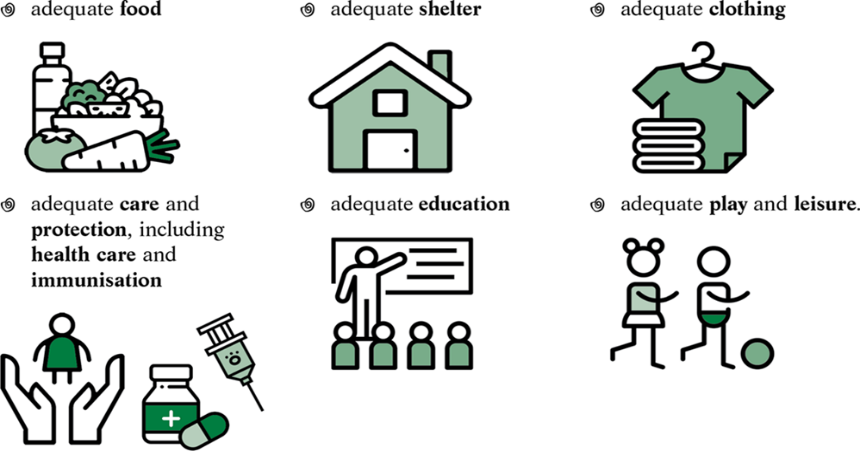 adequate food
adequate shelter
adequate clothing
adequate care and
protection, including
health care and
immunisation
adequate education
adequate play and leisure.